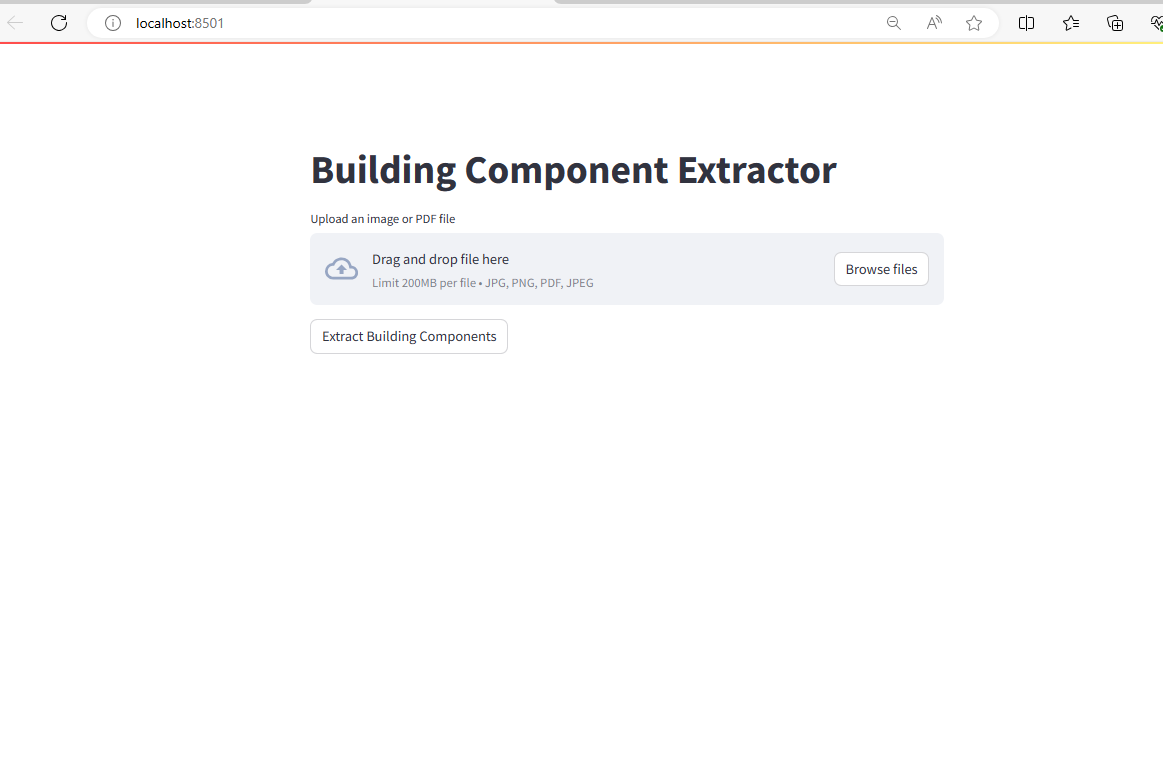 localhost:8501
Building Component Extractor
Upload an image or PDF file
Drag and drop file here
Limit 200MB per file • JPG, PNG, PDF, JPEG
Browse files
Extract Building Components